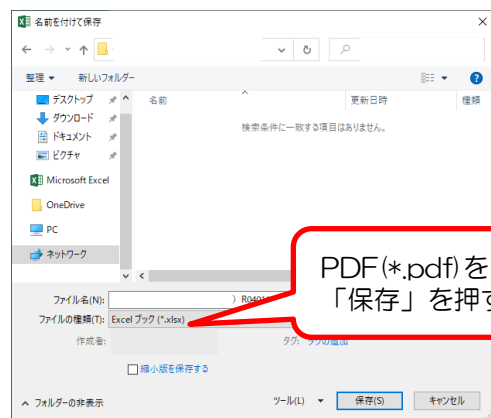 名前を付けて保存
整理 新しいフォルダー
デスクトップ
ダウンロード
ドキュメント
ピクチャ
Microsoft Excel
OneDrive
PC
ネットワーク
名前 更新日時 種類
検索条件に一致する項目はありません。
PDF(*.pdf)を
「保存」を押す
ファイル名(N): ) R0401
ファイルの種類(T): Excel ブック (*.xlsx)
作成者: タグ: タグの追加
縮小版を保存する
フォルダーの非表示 ツール(L) 保存(S) キャンセル